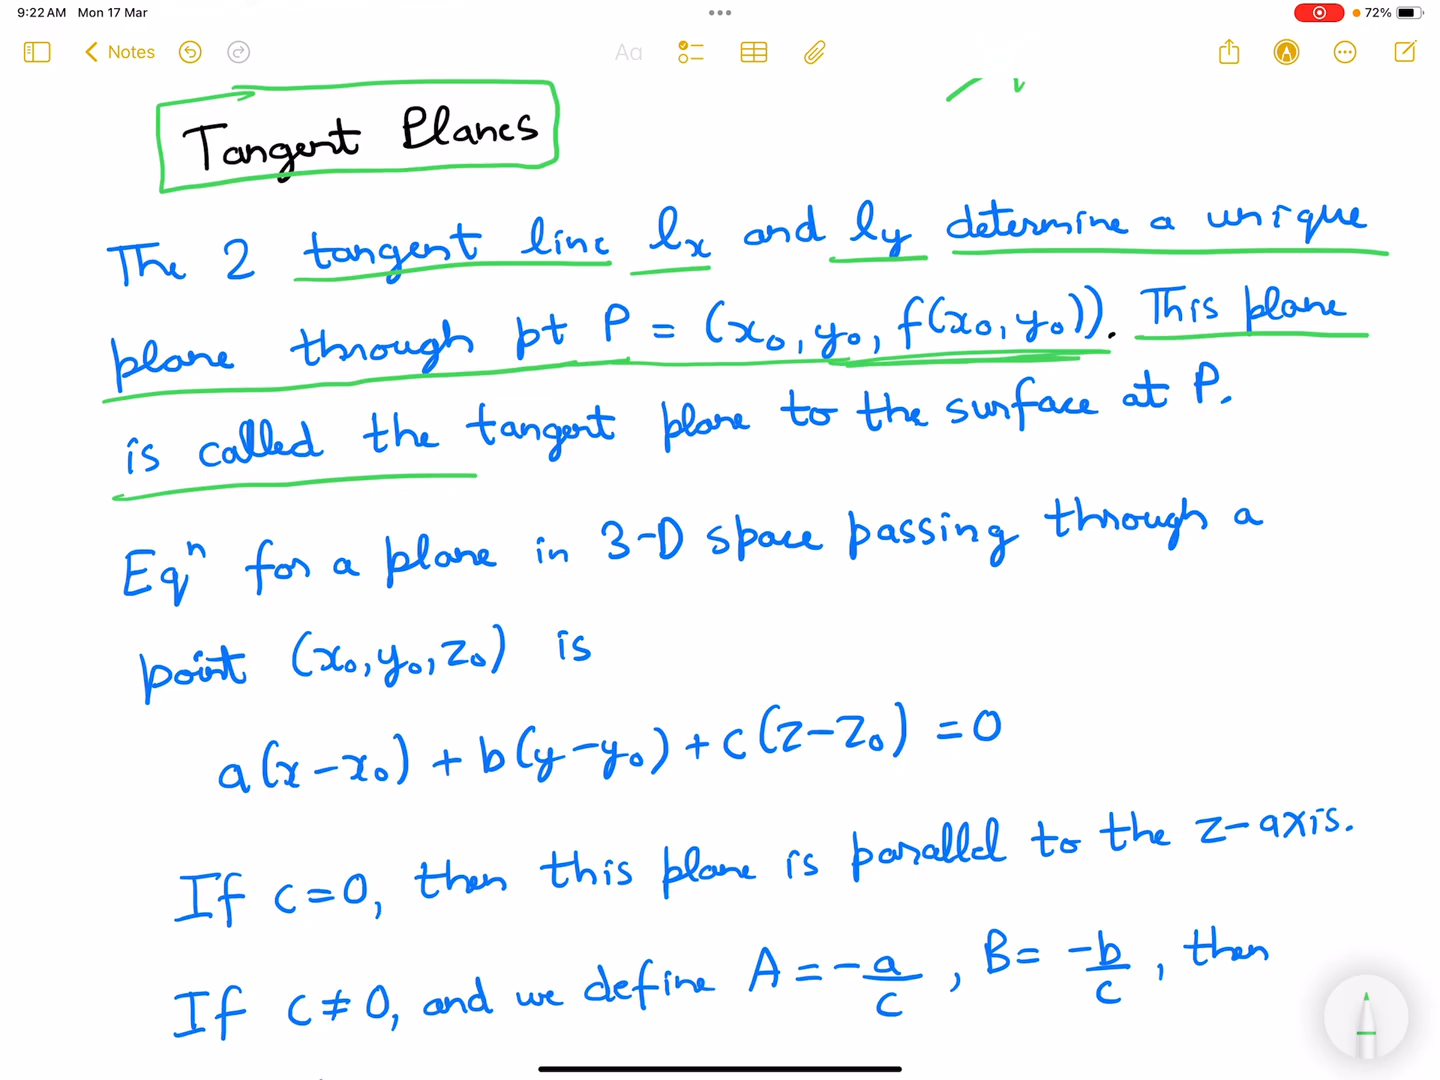 9:22 AM Mon 17 Mar
72%
Notes
Aa
Tangent Planes
The 2 tangent line lx and ly determine a unique
plane through pt P = (x₀, y₀, f(x₀, y₀)). This plane
is called the tangent plane to the surface at P.
Eqⁿ for a plane in 3-D space passing through a
point (x₀, y₀, z₀) is
a(x-x₀) + b(y-y₀) + c(z-z₀) = 0
If c=0, then this plane is parallel to the z-axis.
If c≠0, and we define A = -a/c, B = -b/c, then